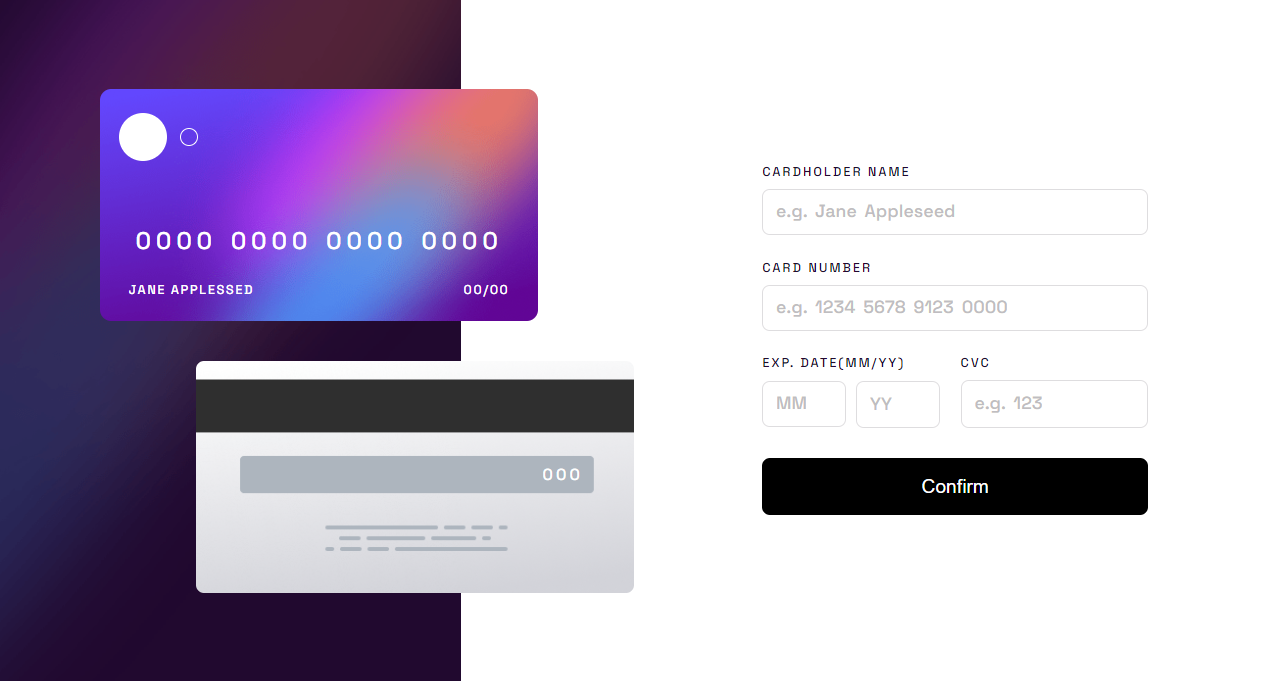 0000 0000 0000 0000
JANE APPLESSED 00/00
000
CARDHOLDER NAME
e.g. Jane Appleseed
CARD NUMBER
e.g. 1234 5678 9123 0000
EXP. DATE(MM/YY) CVC
MM YY e.g. 123
Confirm